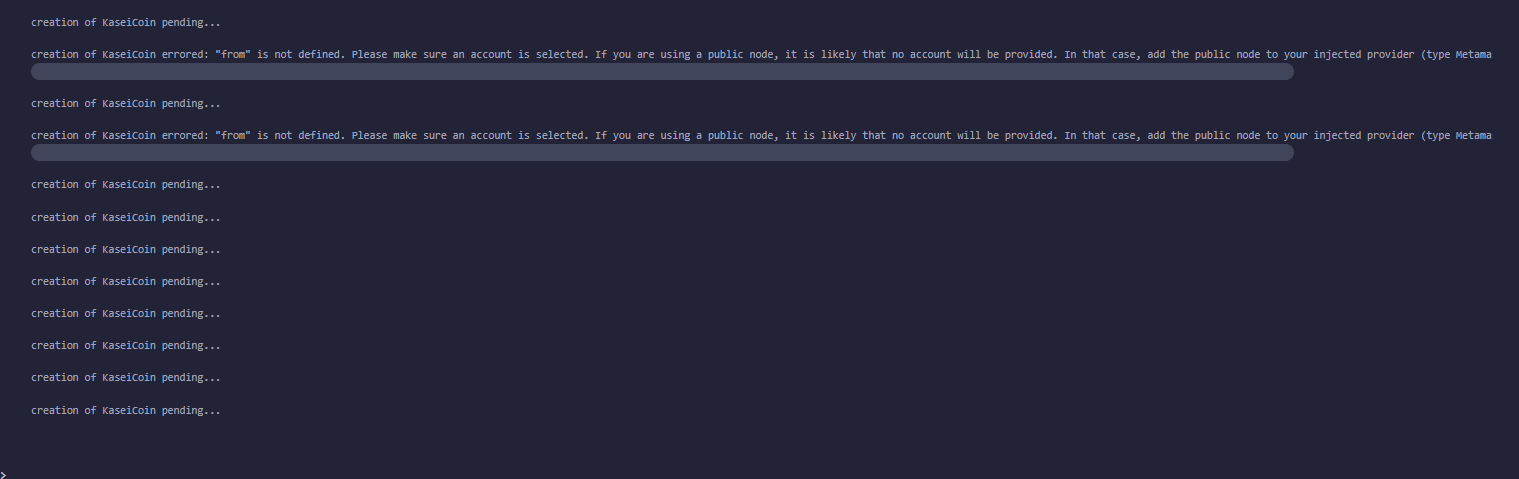 creation of KaseiCoin pending...
creation of KaseiCoin errored: "from" is not defined. Please make sure an account is selected. If you are using a public node, it is likely that no account will be provided. In that case, add the public node to your injected provider (type Metama
creation of KaseiCoin pending...
creation of KaseiCoin errored: "from" is not defined. Please make sure an account is selected. If you are using a public node, it is likely that no account will be provided. In that case, add the public node to your injected provider (type Metama
creation of KaseiCoin pending...
creation of KaseiCoin pending...
creation of KaseiCoin pending...
creation of KaseiCoin pending...
creation of KaseiCoin pending...
creation of KaseiCoin pending...
creation of KaseiCoin pending...
creation of KaseiCoin pending...
>